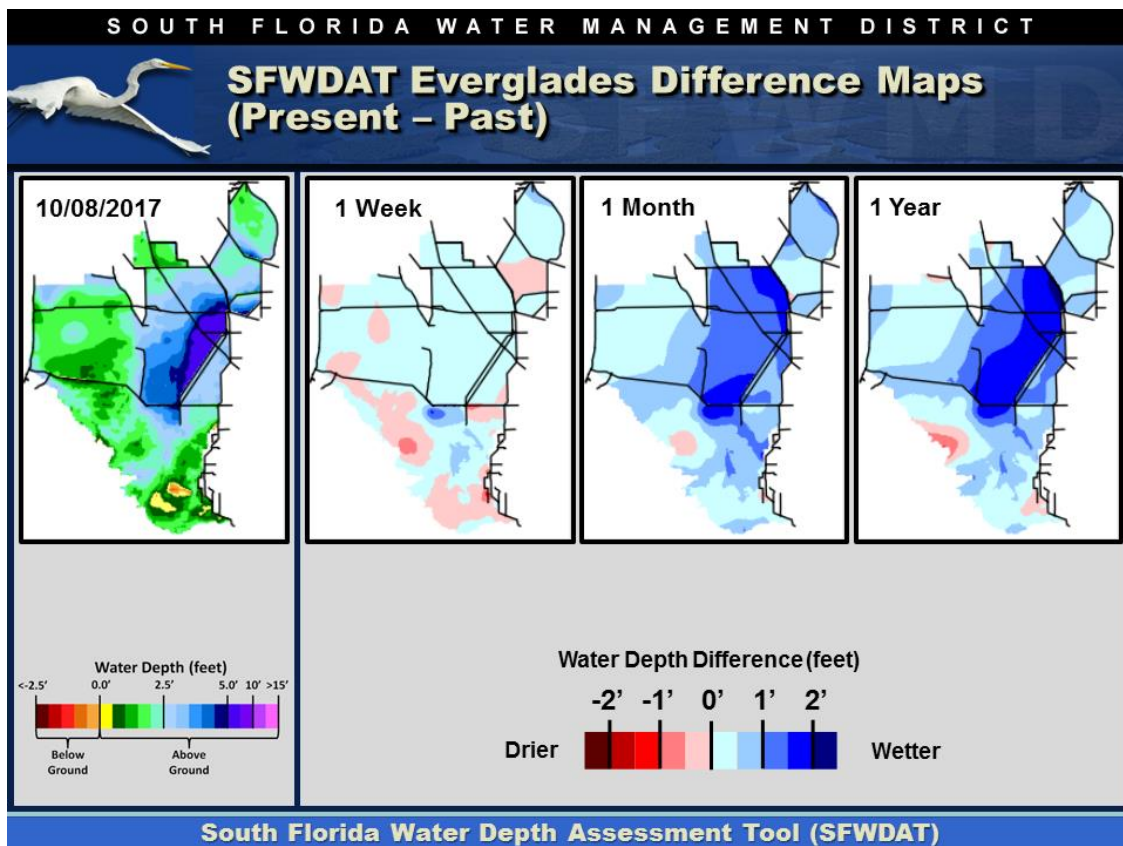 SOUTH FLORIDA WATER MANAGEMENT DISTRICT
SFWDAT Everglades Difference Maps
(Present – Past)
SFWMD
10/08/2017
1 Week
1 Month
1 Year
Water Depth (feet)
<-2.5' 0.0' 2.5' 5.0' 10' >15'
Below
Ground
Above
Ground
Water Depth Difference (feet)
-2' -1' 0' 1' 2'
Drier
Wetter
South Florida Water Depth Assessment Tool (SFWDAT)